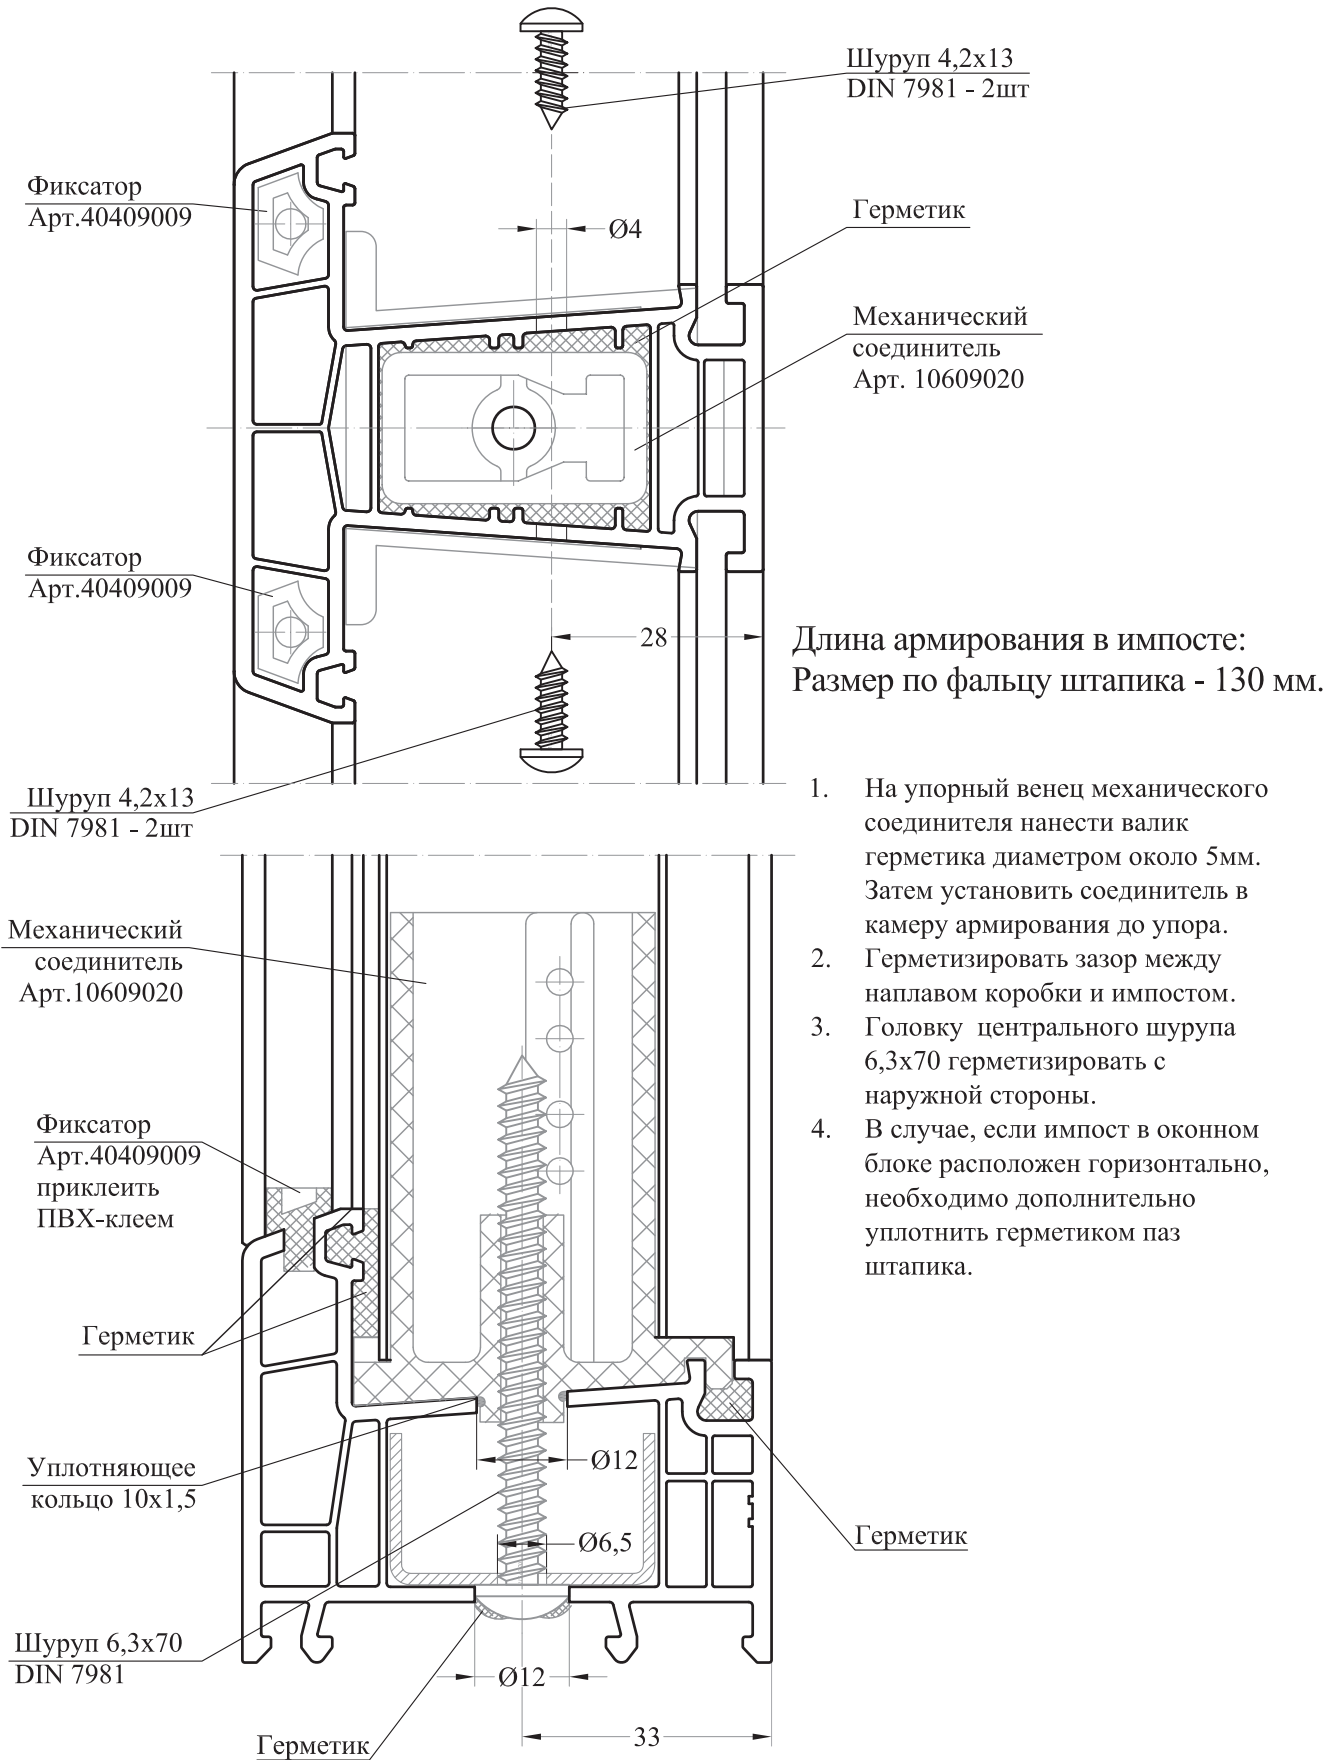 Шуруп 4,2x13
DIN 7981 - 2шт
Фиксатор
Арт.40409009
Герметик
Ø4
Механический
соединитель
Арт. 10609020
Фиксатор
Арт.40409009
28
Длина армирования в импосте:
Размер по фальцу штапика - 130 мм.
Шуруп 4,2x13
DIN 7981 - 2шт
1. На упорный венец механического
соединителя нанести валик
герметика диаметром около 5мм.
Затем установить соединитель в
камеру армирования до упора.
2. Герметизировать зазор между
наплавом коробки и импостом.
3. Головку центрального шурупа
6,3x70 герметизировать с
наружной стороны.
4. В случае, если импост в оконном
блоке расположен горизонтально,
необходимо дополнительно
уплотнить герметиком паз
штапика.
Механический
соединитель
Арт.10609020
Фиксатор
Арт.40409009
приклеить
ПВХ-клеем
Герметик
Уплотняющее
кольцо 10x1,5
Ø12
Ø6,5
Герметик
Шуруп 6,3x70
DIN 7981
Ø12
33
Герметик